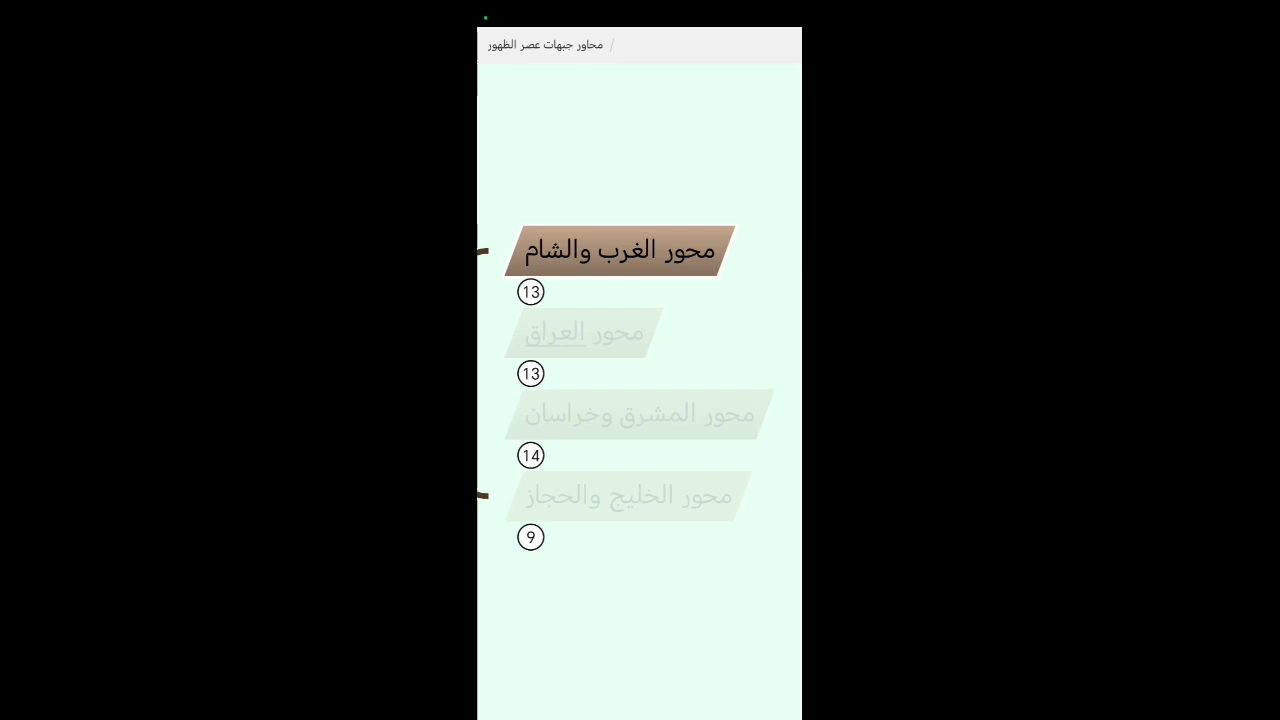 محاور جبهات عصر الظهور /
محور الغرب والشام
13
محور العراق
13
محور المشرق وخراسان
14
محور الخليج والحجاز
9